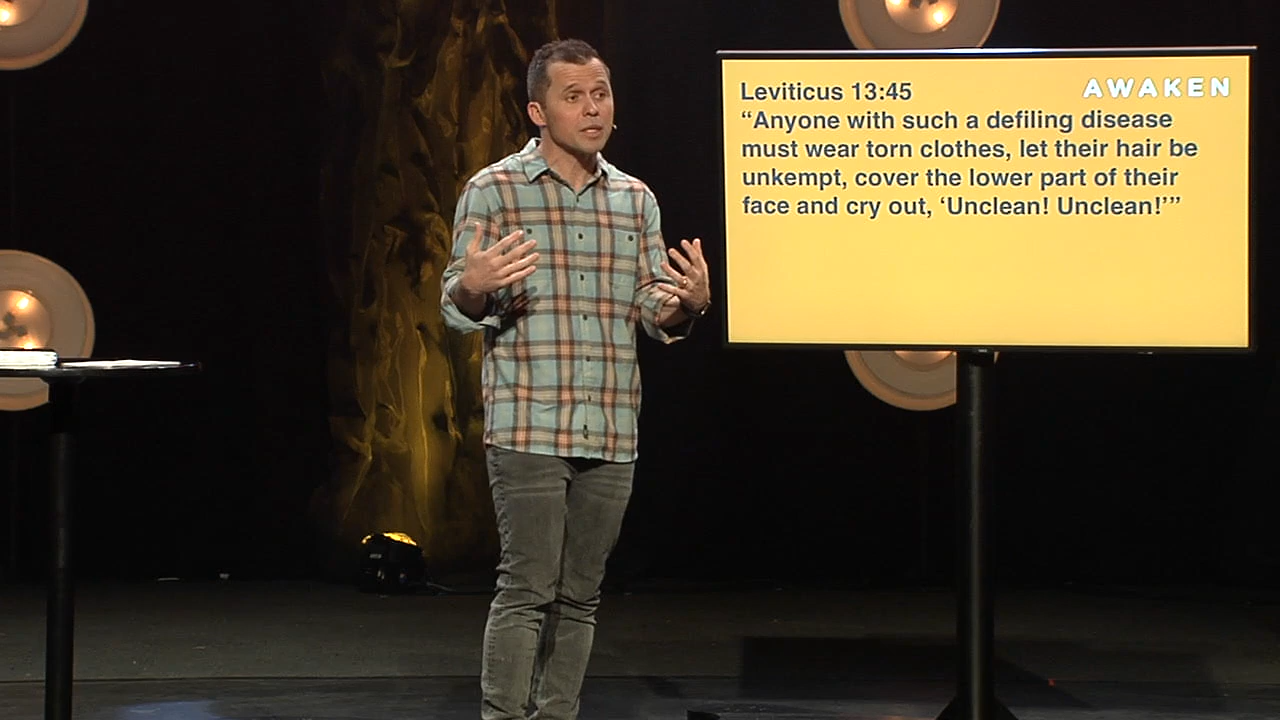 Leviticus 13:45
AWAKEN
“Anyone with such a defiling disease
must wear torn clothes, let their hair be
unkempt, cover the lower part of their
face and cry out, ‘Unclean! Unclean!’”